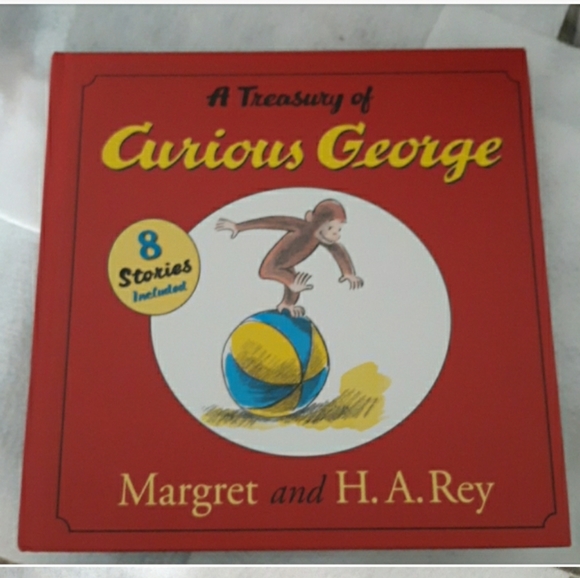 A Treasury of
Curious George
8
Stories
Included
Margret and H. A. Rey